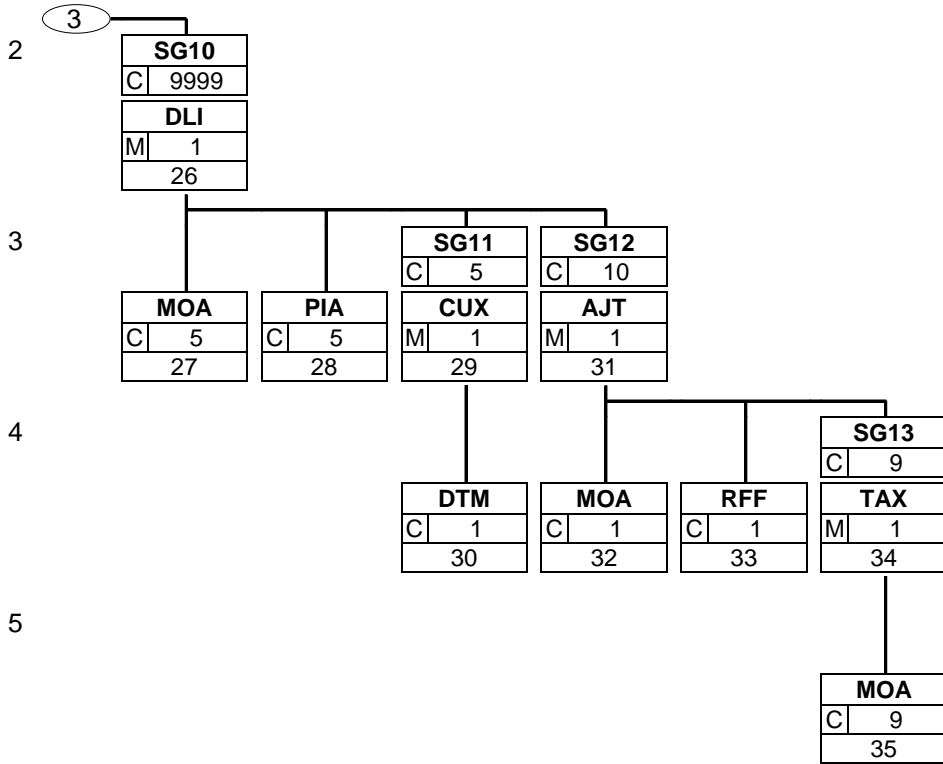 3
2
SG10
C 9999
DLI
M 1
26
3
SG11 SG12
C 5 C 10
MOA PIA CUX AJT
C 5 C 5 M 1 M 1
27 28 29 31
4
SG13
C 9
DTM MOA RFF TAX
C 1 C 1 C 1 M 1
30 32 33 34
5
MOA
C 9
35